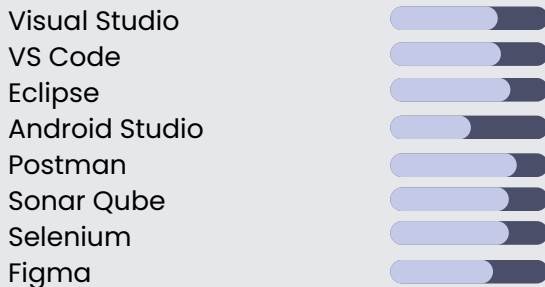 Visual Studio
VS Code
Eclipse
Android Studio
Postman
Sonar Qube
Selenium
Figma